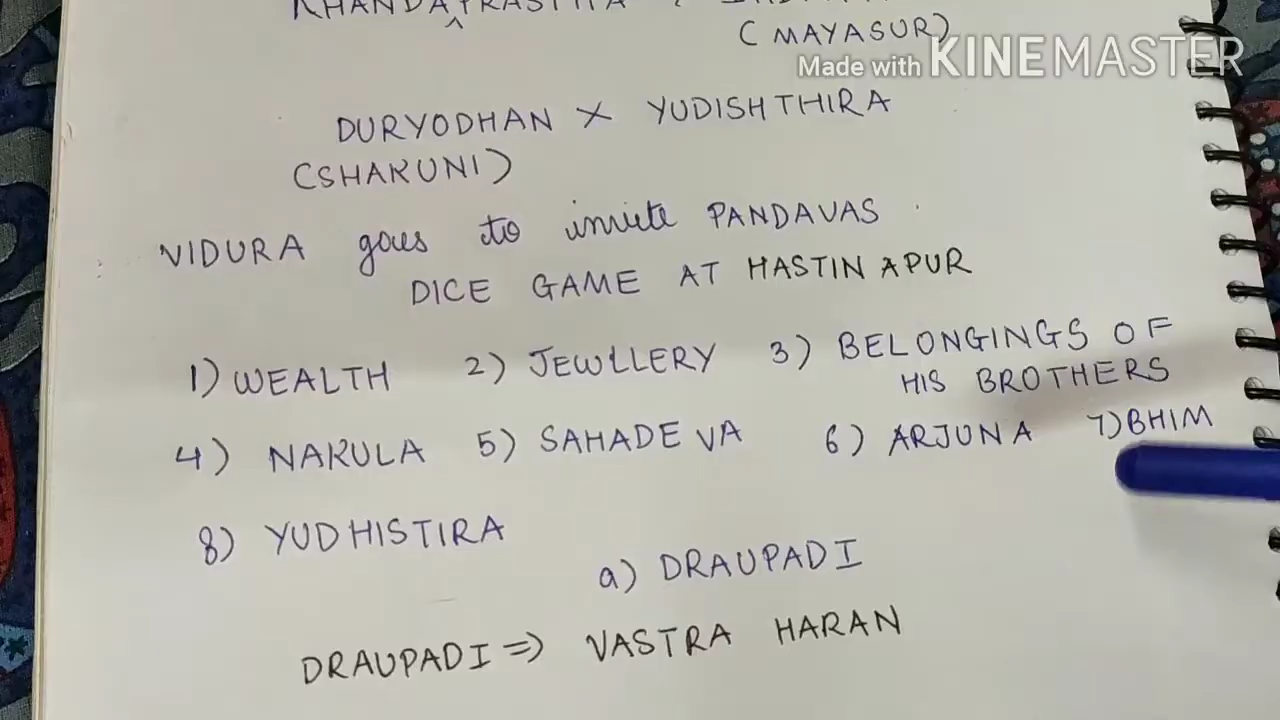 (MAYASUR)
Made with KINEMASTER
DURYODHAN X YUDISHTHIRA
(SHAKUNI)
VIDURA goes to invite PANDAVAS
DICE GAME AT HASTINAPUR
1) WEALTH 2) JEWLLERY 3) BELONGINGS OF
HIS BROTHERS
4) NAKULA 5) SAHADEVA 6) ARJUNA 7) BHIM
8) YUDHISTIRA
a) DRAUPADI
DRAUPADI => VASTRA HARAN